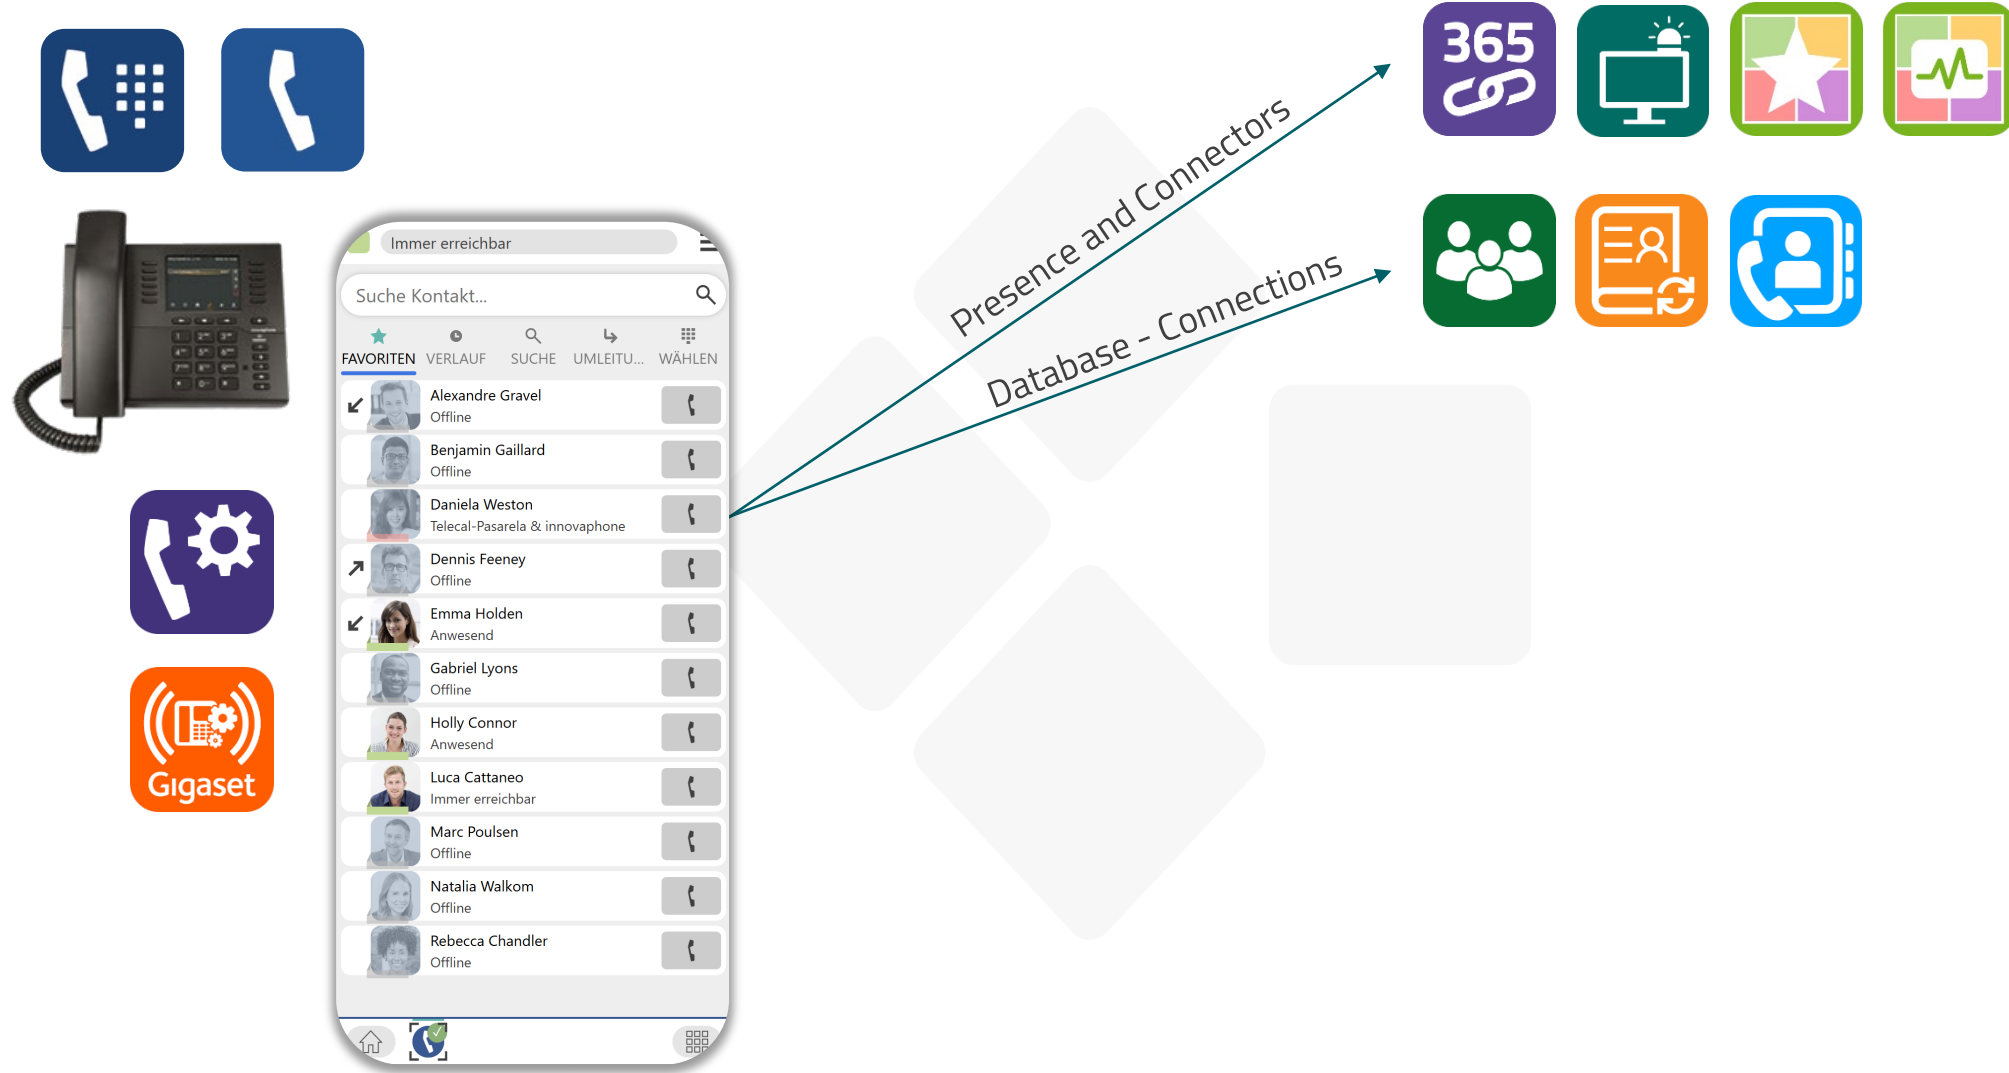 365
Presence and Connectors
Database - Connections
Immer erreichbar
Suche Kontakt...
FAVORITEN VERLAUF SUCHE UMLEITU... WÄHLEN
Alexandre Gravel
Offline
Benjamin Gaillard
Offline
Daniela Weston
Telecal-Pasarela & innovaphone
Dennis Feeney
Offline
Emma Holden
Anwesend
Gabriel Lyons
Offline
Holly Connor
Anwesend
Luca Cattaneo
Immer erreichbar
Marc Poulsen
Offline
Natalia Walkom
Offline
Rebecca Chandler
Offline
Gigaset